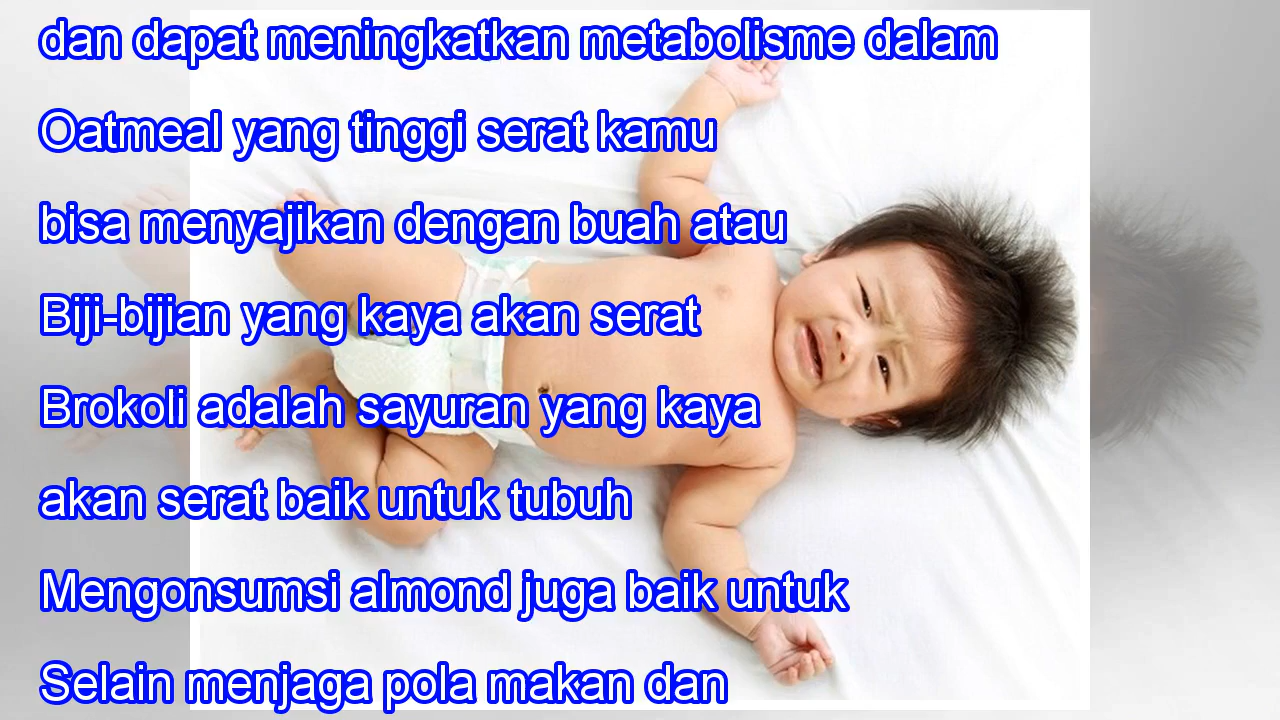 dan dapat meningkatkan metabolisme dalam
Oatmeal yang tinggi serat kamu
bisa menyajikan dengan buah atau
Biji-bijian yang kaya akan serat
Brokoli adalah sayuran yang kaya
akan serat baik untuk tubuh
Mengonsumsi almond juga baik untuk
Selain menjaga pola makan dan